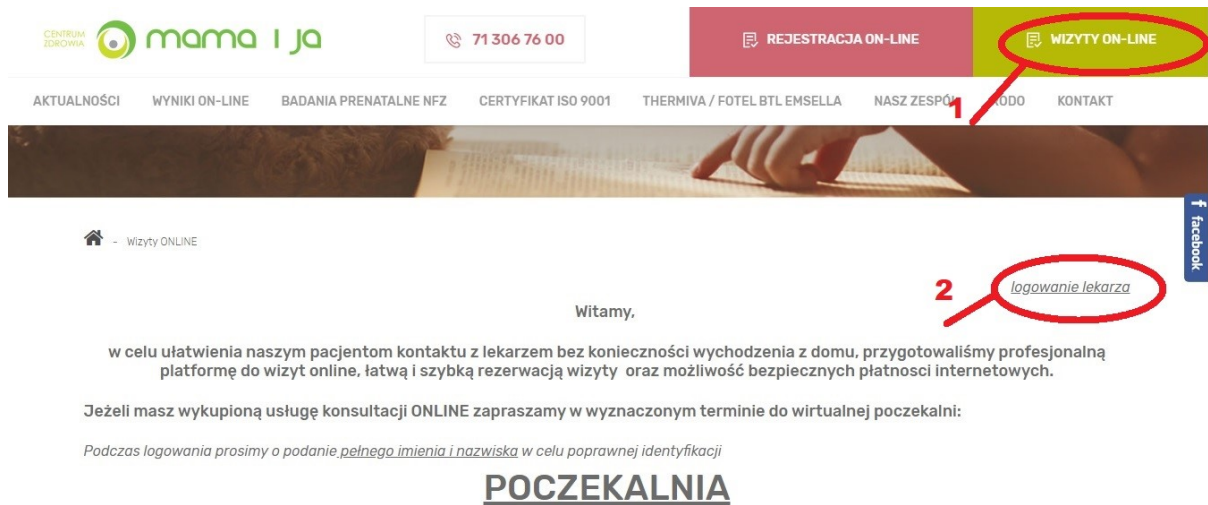 CENTRUM
ZDROWIA
mama i ja
71 306 76 00
REJESTRACJA ON-LINE
WIZYTY ON-LINE
1
AKTUALNOŚCI WYNIKI ON-LINE BADANIA PRENATALNE NFZ CERTYFIKAT ISO 9001 THERMIVA / FOTEL BTL EMSELLA NASZ ZESPÓŁ RODO KONTAKT
facebook
- Wizyty ONLINE
2
logowanie lekarza
Witamy,
w celu ułatwienia naszym pacjentom kontaktu z lekarzem bez konieczności wychodzenia z domu, przygotowaliśmy profesjonalną
platformę do wizyt online, łatwą i szybką rezerwacją wizyty oraz możliwość bezpiecznych płatnosci internetowych.
Jeżeli masz wykupioną usługę konsultacji ONLINE zapraszamy w wyznaczonym terminie do wirtualnej poczekalni:
Podczas logowania prosimy o podanie pełnego imienia i nazwiska w celu poprawnej identyfikacji
POCZEKALNIA